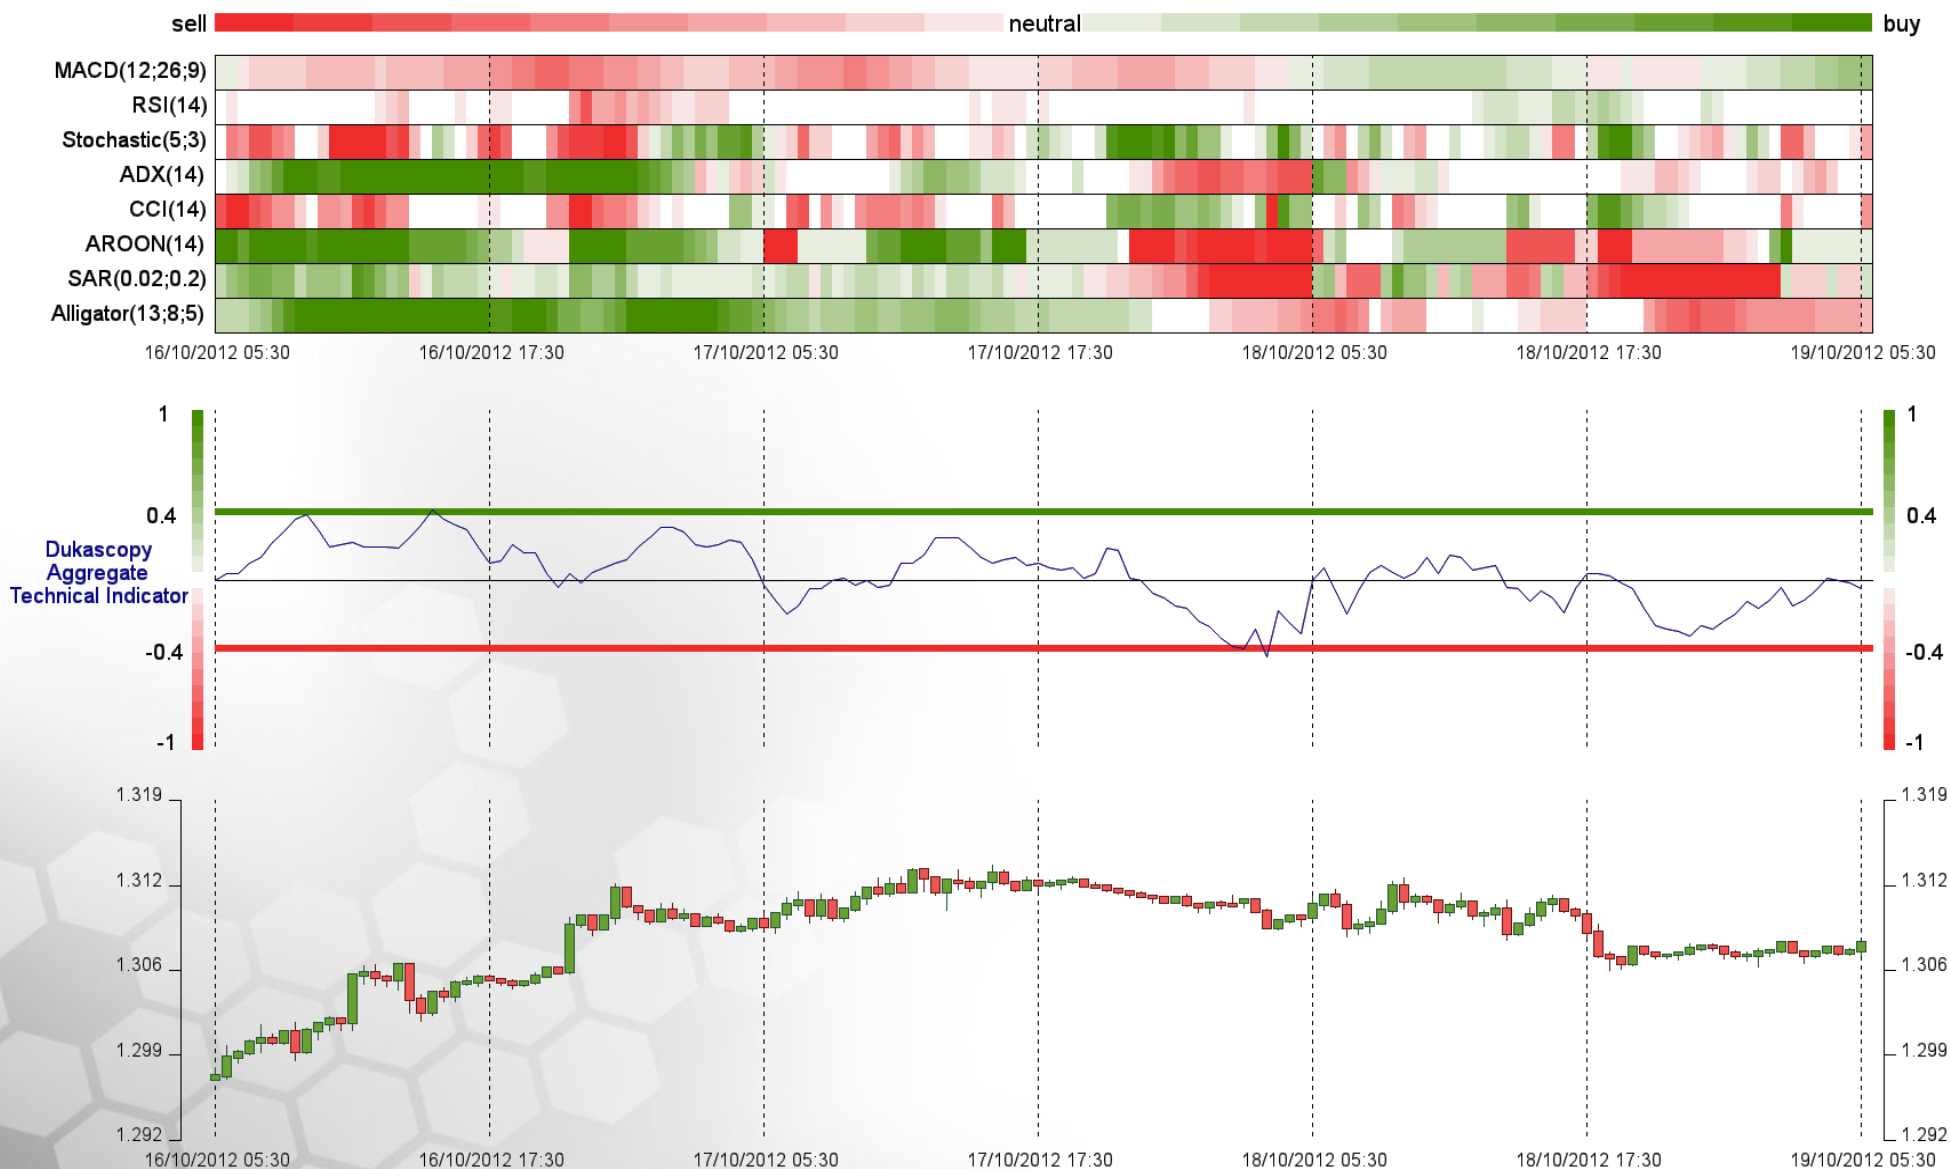 sell neutral buy
MACD(12;26;9)
RSI(14)
Stochastic(5;3)
ADX(14)
CCI(14)
AROON(14)
SAR(0.02;0.2)
Alligator(13;8;5)
16/10/2012 05:30 16/10/2012 17:30 17/10/2012 05:30 17/10/2012 17:30 18/10/2012 05:30 18/10/2012 17:30 19/10/2012 05:30
1 1
0.4 0.4
Dukascopy
Aggregate
Technical Indicator
-0.4 -0.4
-1 -1
1.319 1.319
1.312 1.312
1.306 1.306
1.299 1.299
1.292 1.292
16/10/2012 05:30 16/10/2012 17:30 17/10/2012 05:30 17/10/2012 17:30 18/10/2012 05:30 18/10/2012 17:30 19/10/2012 05:30